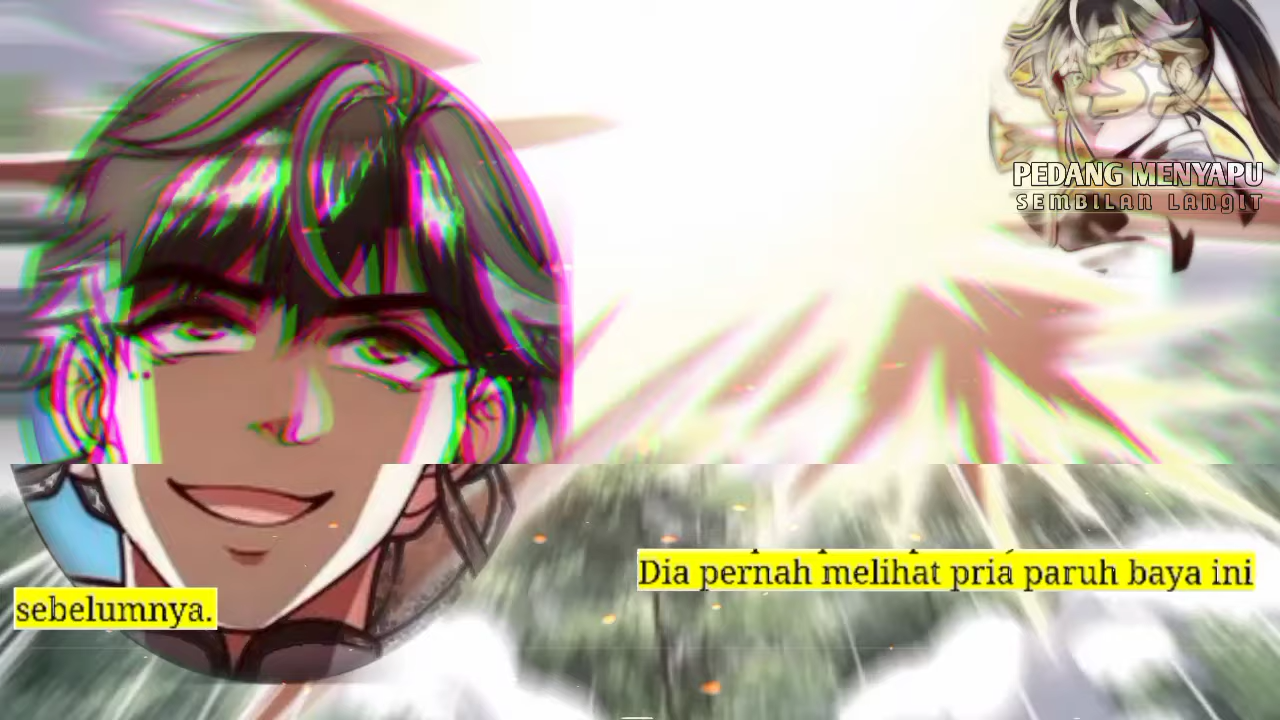 PEDANG MENYAPU
SEMBILAN LANGIT
Dia pernah melihat pria paruh baya ini
sebelumnya.